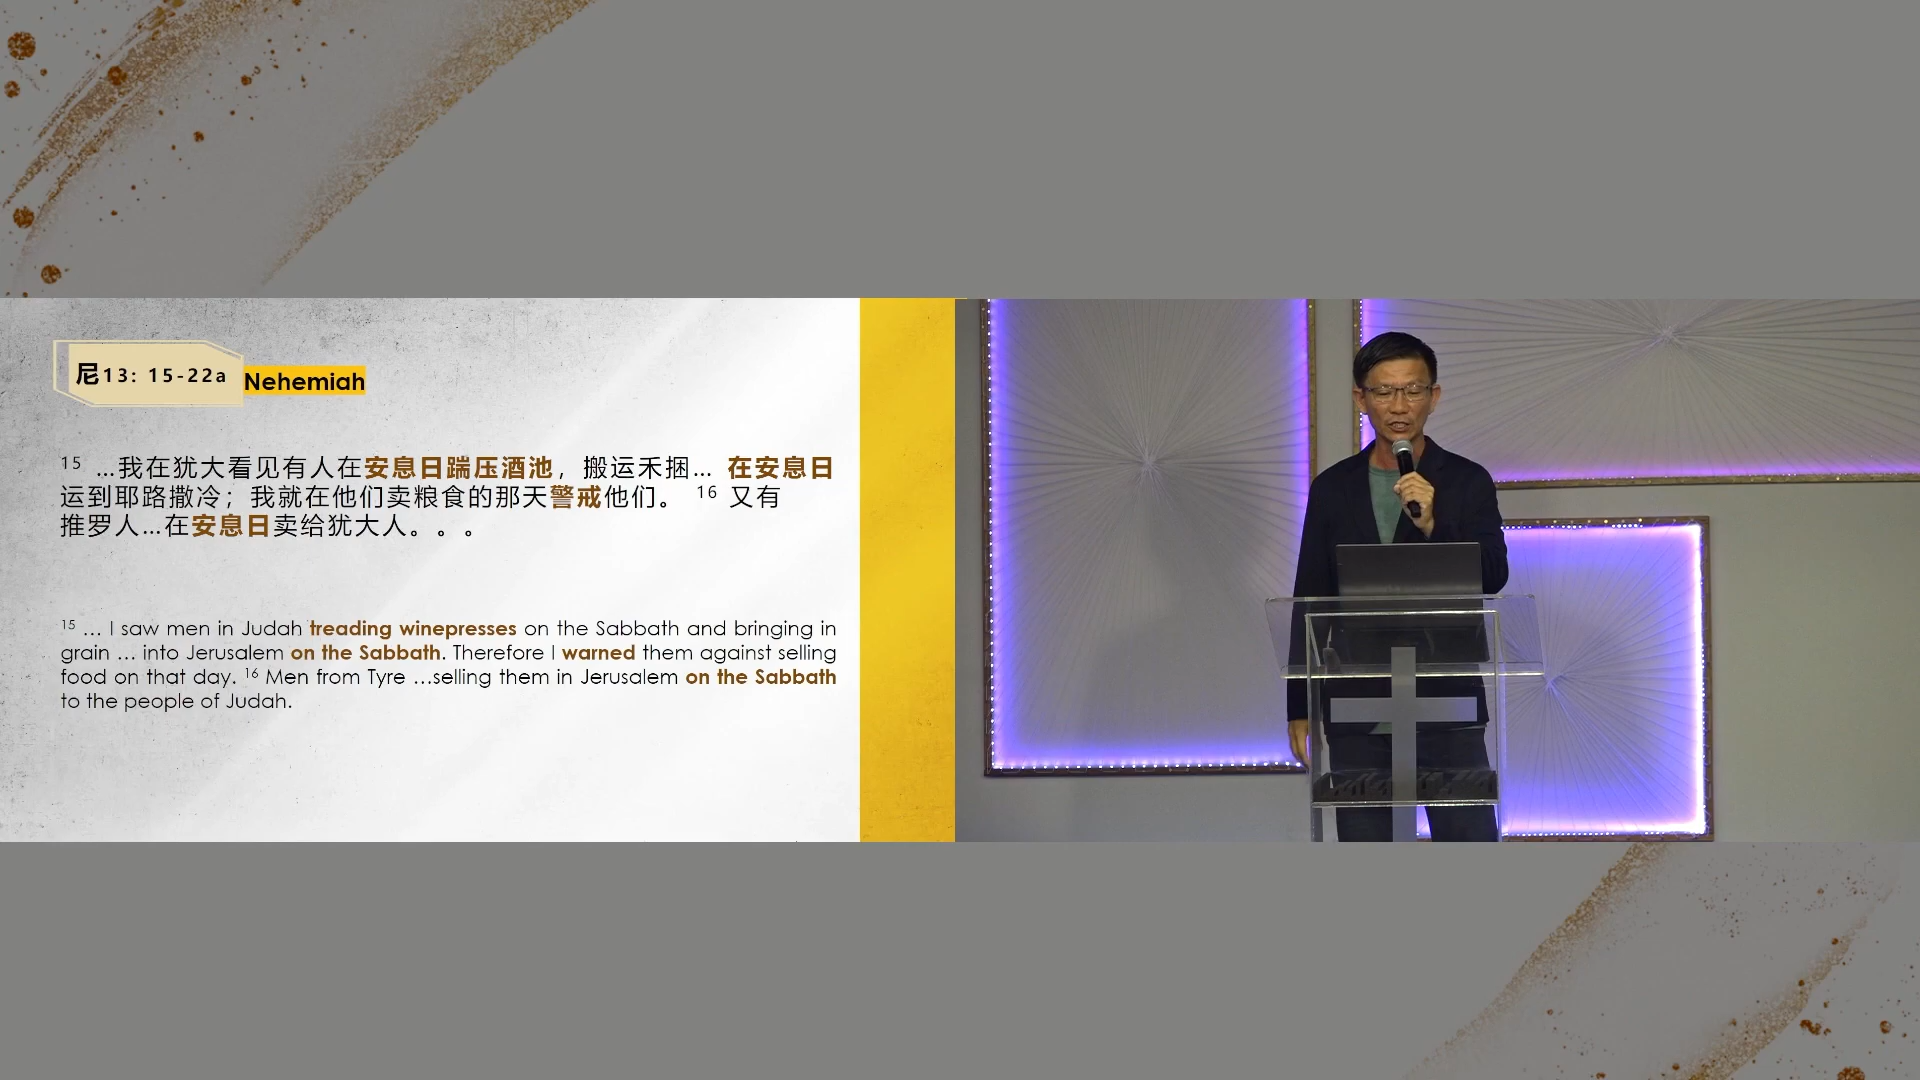 尼13: 15-22a
Nehemiah
15 ...我在犹大看见有人在安息日踹压酒池，搬运禾捆... 在安息日
运到耶路撒冷；我就在他们卖粮食的那天警戒他们。 16 又有
推罗人...在安息日卖给犹大人。。。
15 ... I saw men in Judah treading winepresses on the Sabbath and bringing in
grain ... into Jerusalem on the Sabbath. Therefore I warned them against selling
food on that day. 16 Men from Tyre ...selling them in Jerusalem on the Sabbath
to the people of Judah.